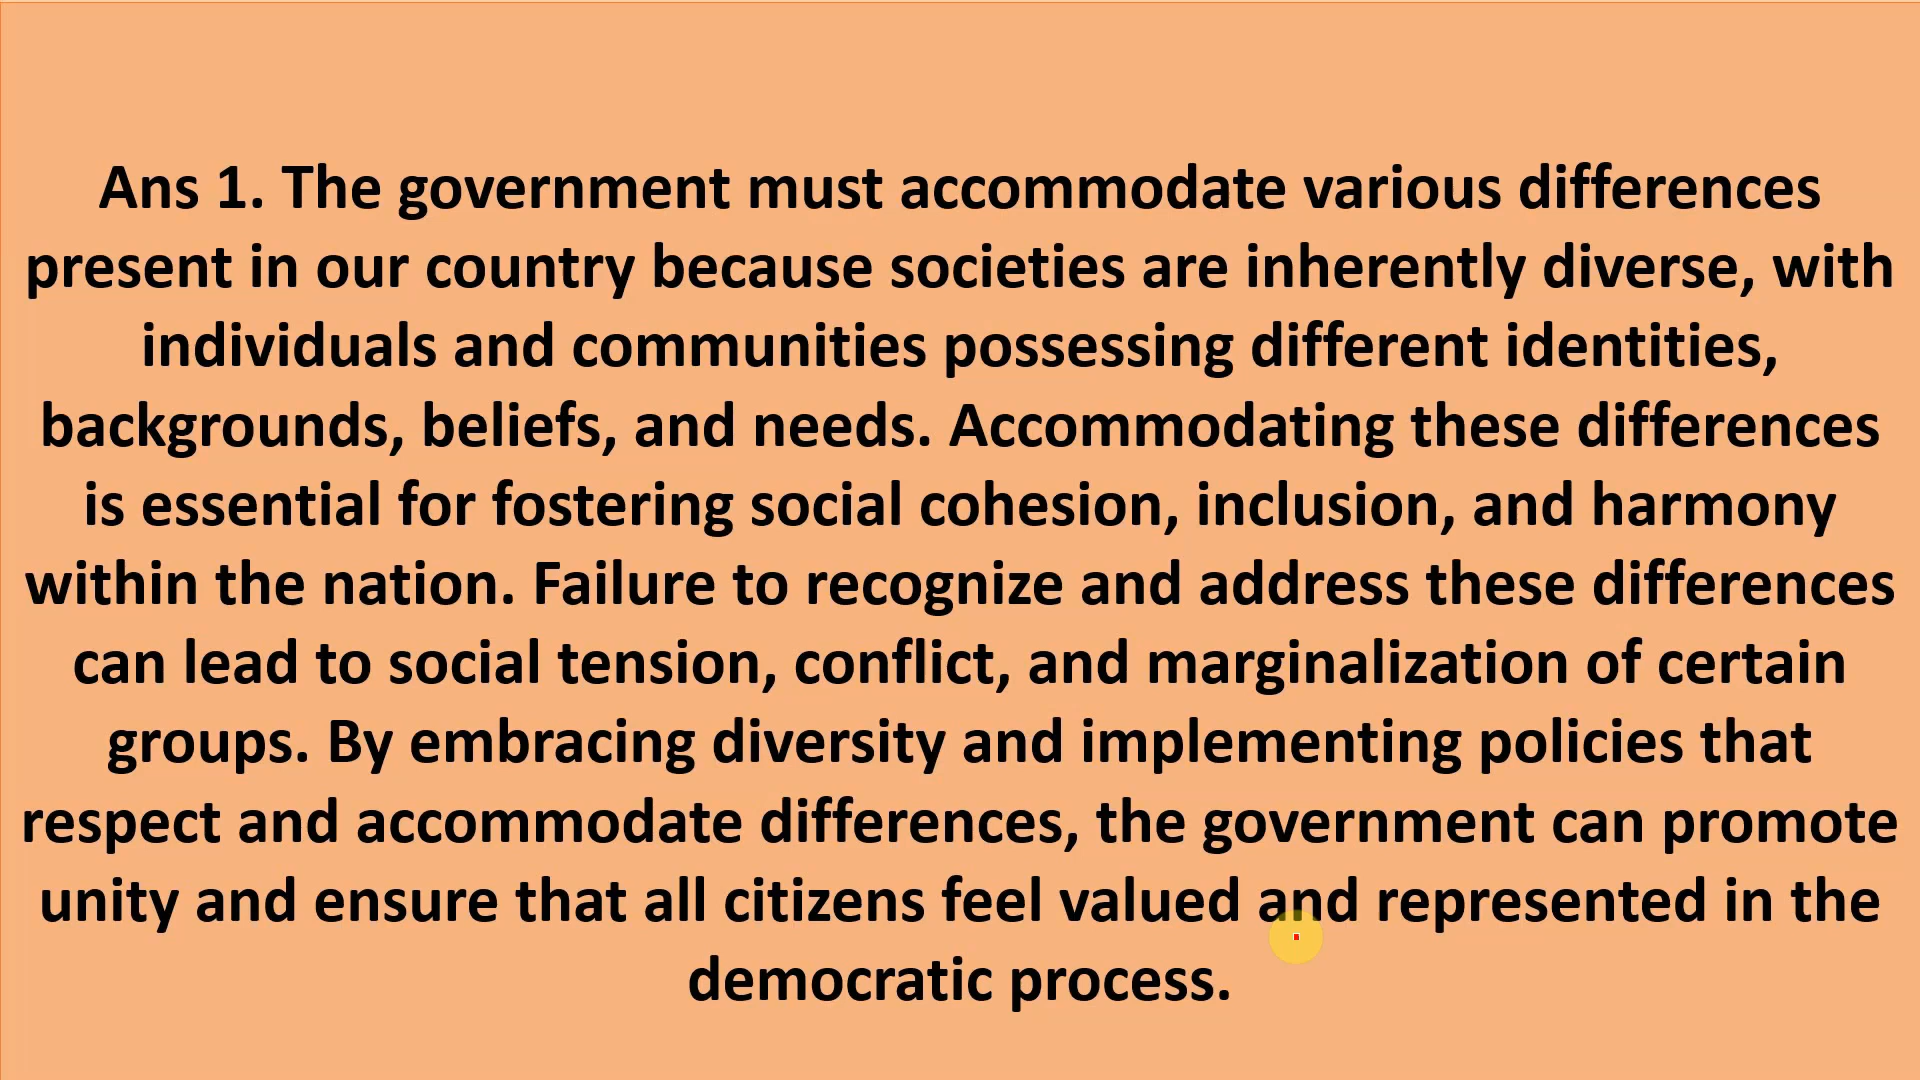 Ans 1. The government must accommodate various differences
present in our country because societies are inherently diverse, with
individuals and communities possessing different identities,
backgrounds, beliefs, and needs. Accommodating these differences
is essential for fostering social cohesion, inclusion, and harmony
within the nation. Failure to recognize and address these differences
can lead to social tension, conflict, and marginalization of certain
groups. By embracing diversity and implementing policies that
respect and accommodate differences, the government can promote
unity and ensure that all citizens feel valued and represented in the
democratic process.